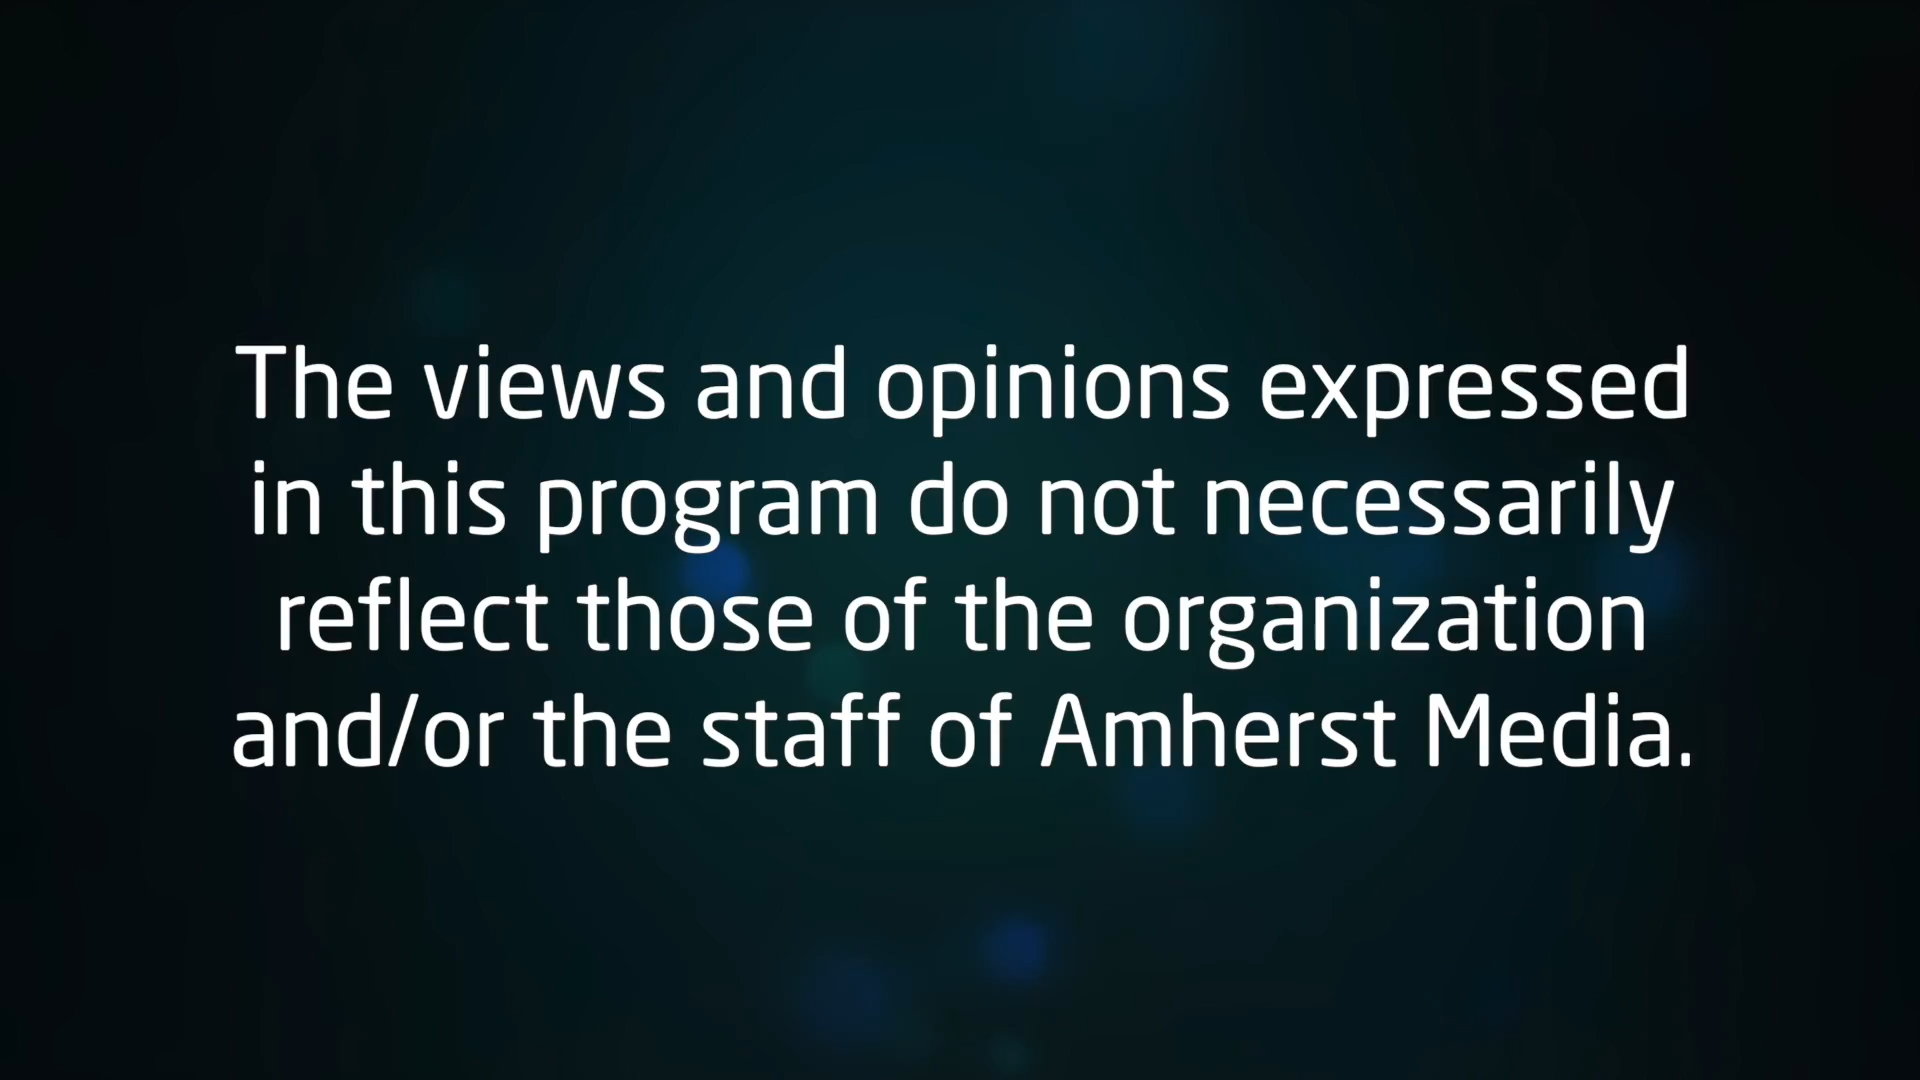 The views and opinions expressed
in this program do not necessarily
reflect those of the organization
and/or the staff of Amherst Media.